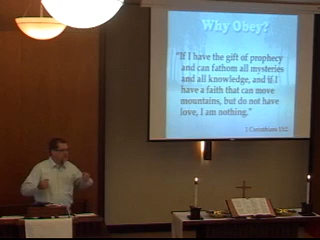 Why Obey?
"If I have the gift of prophecy
and can fathom all mysteries
and all knowledge, and if I
have a faith that can move
mountains, but do not have
love, I am nothing."
1 Corinthians 13:2